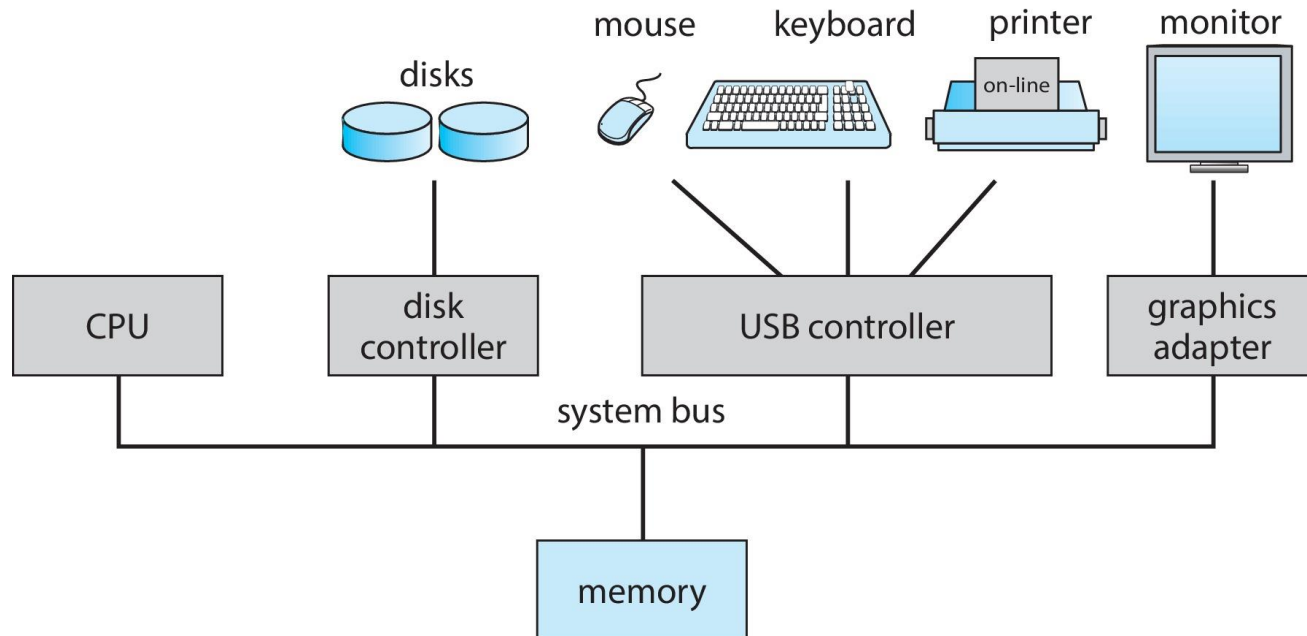 mouse
keyboard
printer
monitor
disks
on-line
CPU
disk
controller
USB controller
graphics
adapter
system bus
memory